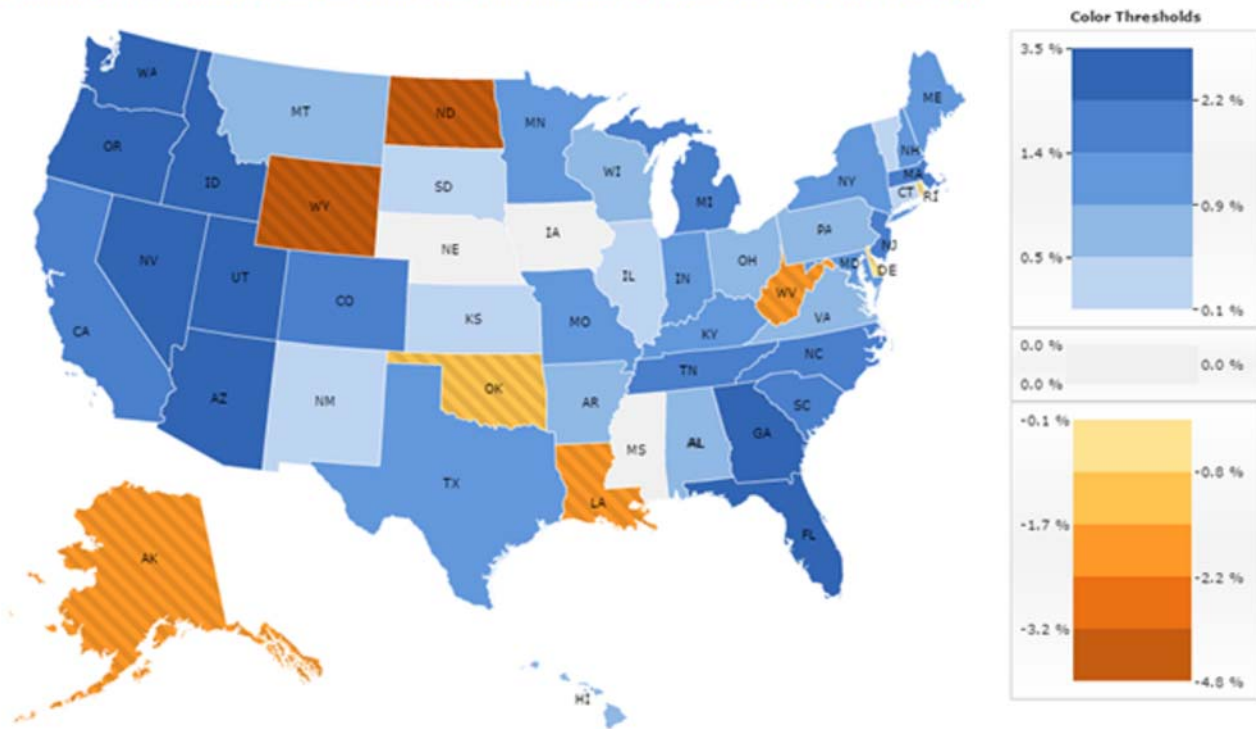 Color Thresholds
3.5 %
2.2 %
1.4 %
0.9 %
0.5 %
0.1 %
0.0 %
0.0 %
0.0 %
-0.1 %
-0.8 %
-1.7 %
-2.2 %
-3.2 %
-4.8 %
WA
MT
ND
MN
ME
OR
ID
SD
WI
NH
WY
MI
NY
MA
CT
RI
NE
IA
PA
NV
UT
CO
IL
IN
OH
NJ
MD
DE
WV
CA
KS
MO
KY
VA
AZ
NM
OK
AR
TN
NC
SC
MS
AL
GA
TX
LA
FL
AK
HI